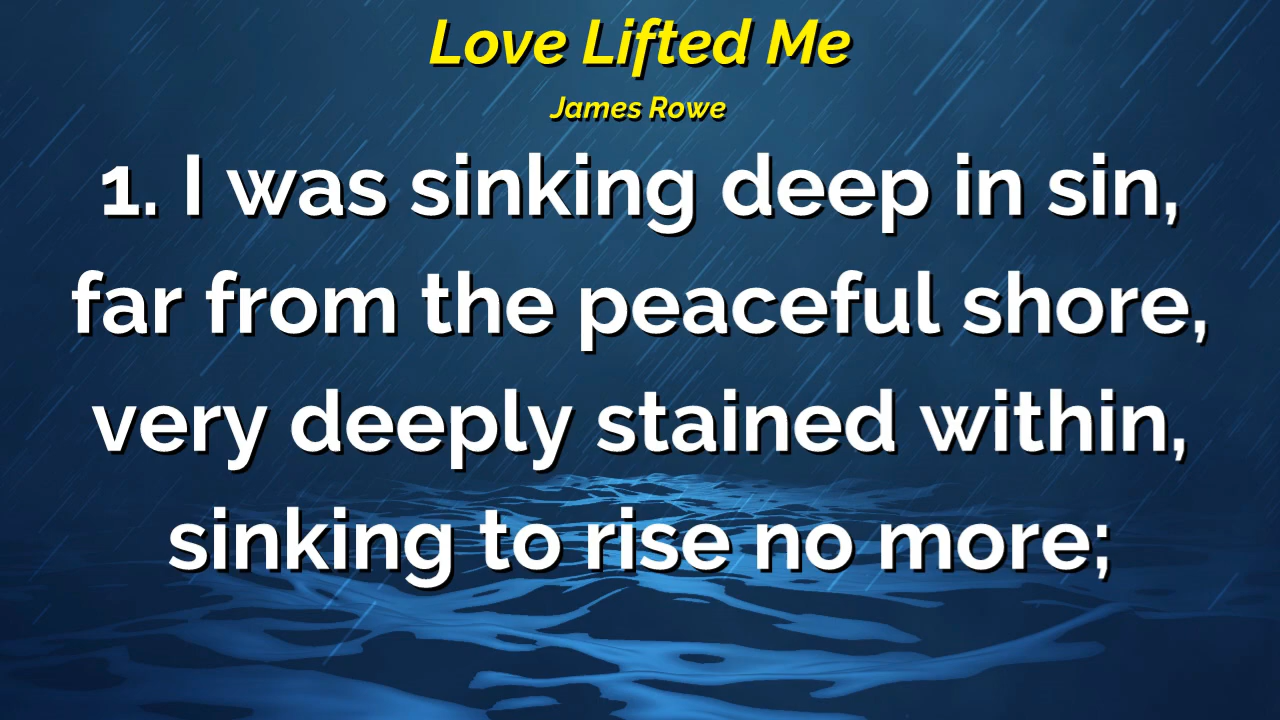 Love Lifted Me
James Rowe
1. I was sinking deep in sin,
far from the peaceful shore,
very deeply stained within,
sinking to rise no more;